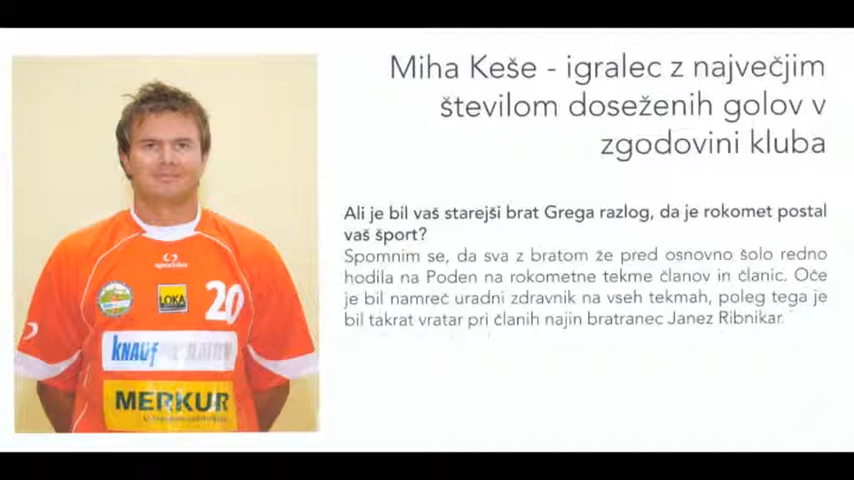 Miha Keše - igralec z največjim
številom doseženih golov v
zgodovini kluba
Ali je bil vaš starejši brat Grega razlog, da je rokomet postal
vaš šport?
Spomnim se, da sva z bratom že pred osnovno šolo redno
hodila na Poden na rokometne tekme članov in članic. Oče
je bil namreč uradni zdravnik na vseh tekmah, poleg tega je
bil takrat vratar pri članih najin bratranec Janez Ribnikar.
LOKA
20
KNAUF
MERKUR